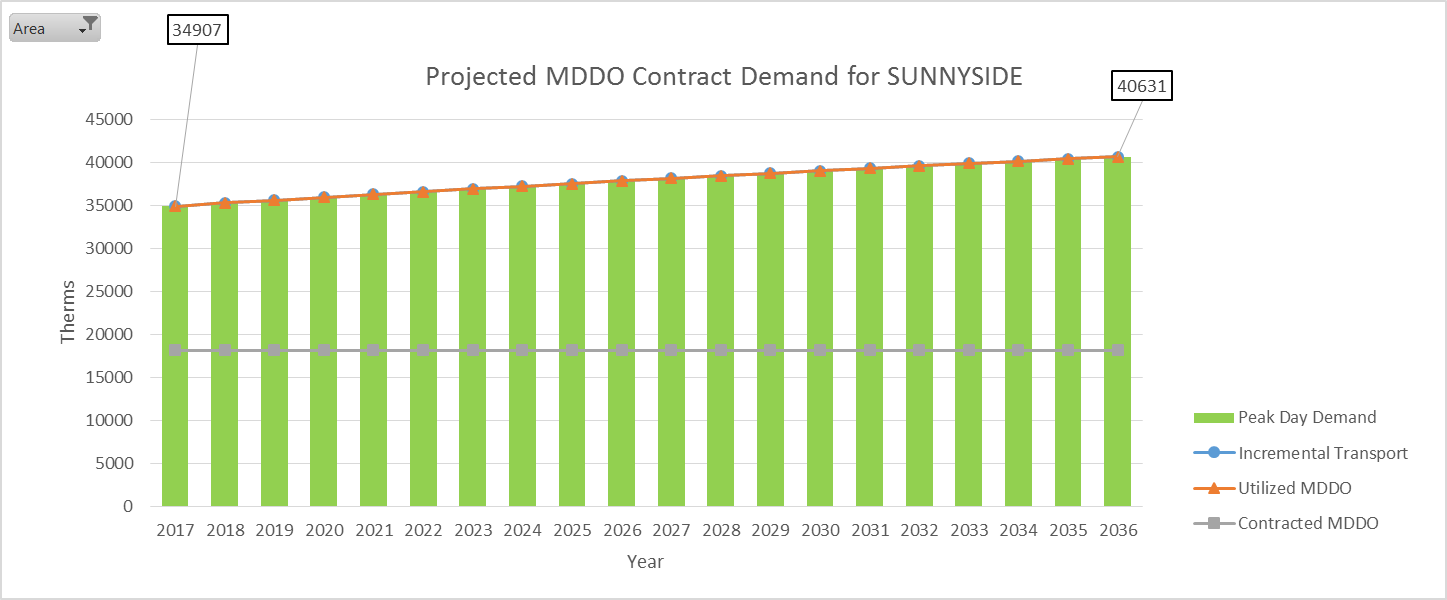 Area
34907
Projected MDDO Contract Demand for SUNNYSIDE
40631
45000
40000
35000
30000
25000
20000
15000
10000
5000
0
Therms
2017 2018 2019 2020 2021 2022 2023 2024 2025 2026 2027 2028 2029 2030 2031 2032 2033 2034 2035 2036
Year
Peak Day Demand
Incremental Transport
Utilized MDDO
Contracted MDDO